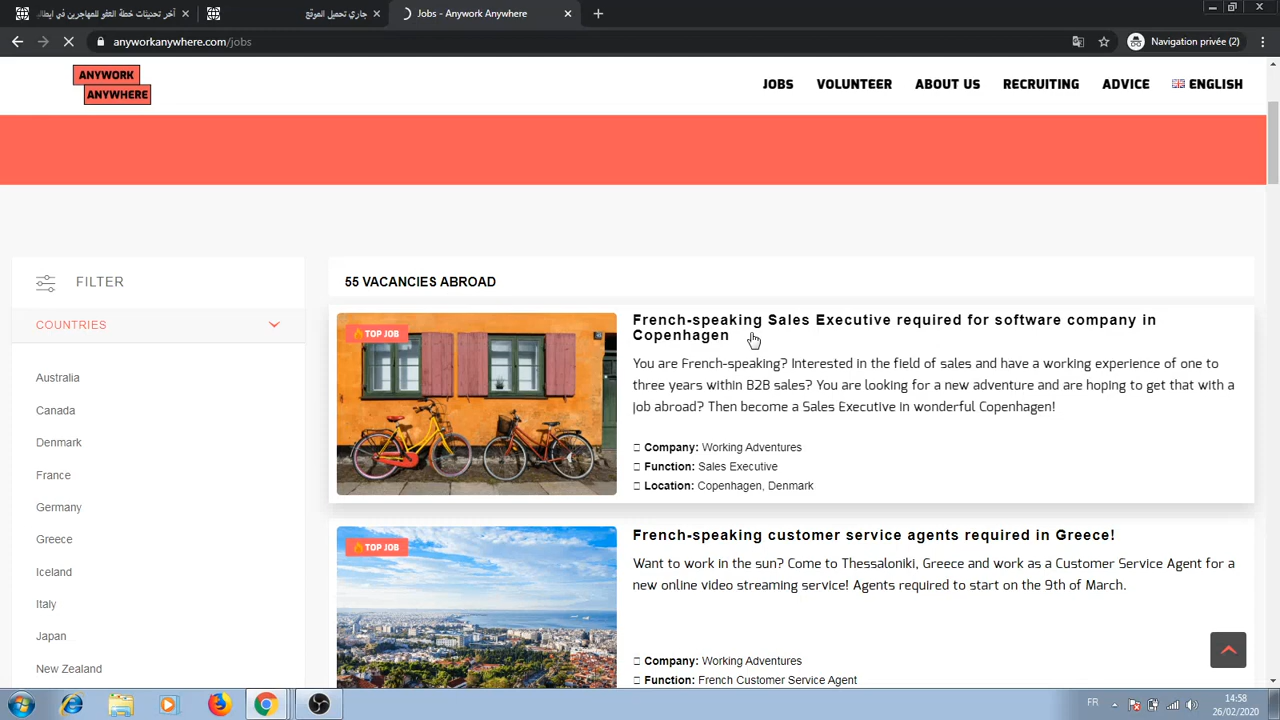 آخر تحديثات خطة العفو للمهاجرين في ايطاليا
جاري تحميل الموقع
Jobs - Anywork Anywhere
anyworkanywhere.com/jobs
Navigation privée (2)
ANYWORK
ANYWHERE
JOBS VOLUNTEER ABOUT US RECRUITING ADVICE ENGLISH
FILTER
COUNTRIES
Australia
Canada
Denmark
France
Germany
Greece
Iceland
Italy
Japan
New Zealand
55 VACANCIES ABROAD
TOP JOB
French-speaking Sales Executive required for software company in
Copenhagen
You are French-speaking? Interested in the field of sales and have a working experience of one to
three years within B2B sales? You are looking for a new adventure and are hoping to get that with a
job abroad? Then become a Sales Executive in wonderful Copenhagen!
Company: Working Adventures
Function: Sales Executive
Location: Copenhagen, Denmark
TOP JOB
French-speaking customer service agents required in Greece!
Want to work in the sun? Come to Thessaloniki, Greece and work as a Customer Service Agent for a
new online video streaming service! Agents required to start on the 9th of March.
Company: Working Adventures
Function: French Customer Service Agent
FR
14:58
26/02/2020